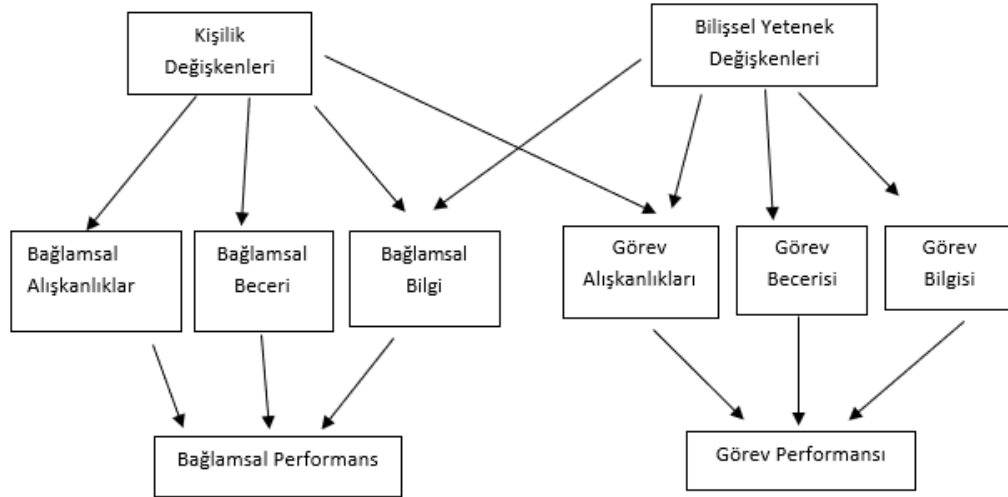 Kişilik
Değişkenleri
Bilişsel Yetenek
Değişkenleri
Bağlamsal
Alışkanlıklar
Bağlamsal
Beceri
Bağlamsal
Bilgi
Görev
Alışkanlıkları
Görev
Becerisi
Görev
Bilgisi
Bağlamsal Performans
Görev Performansı